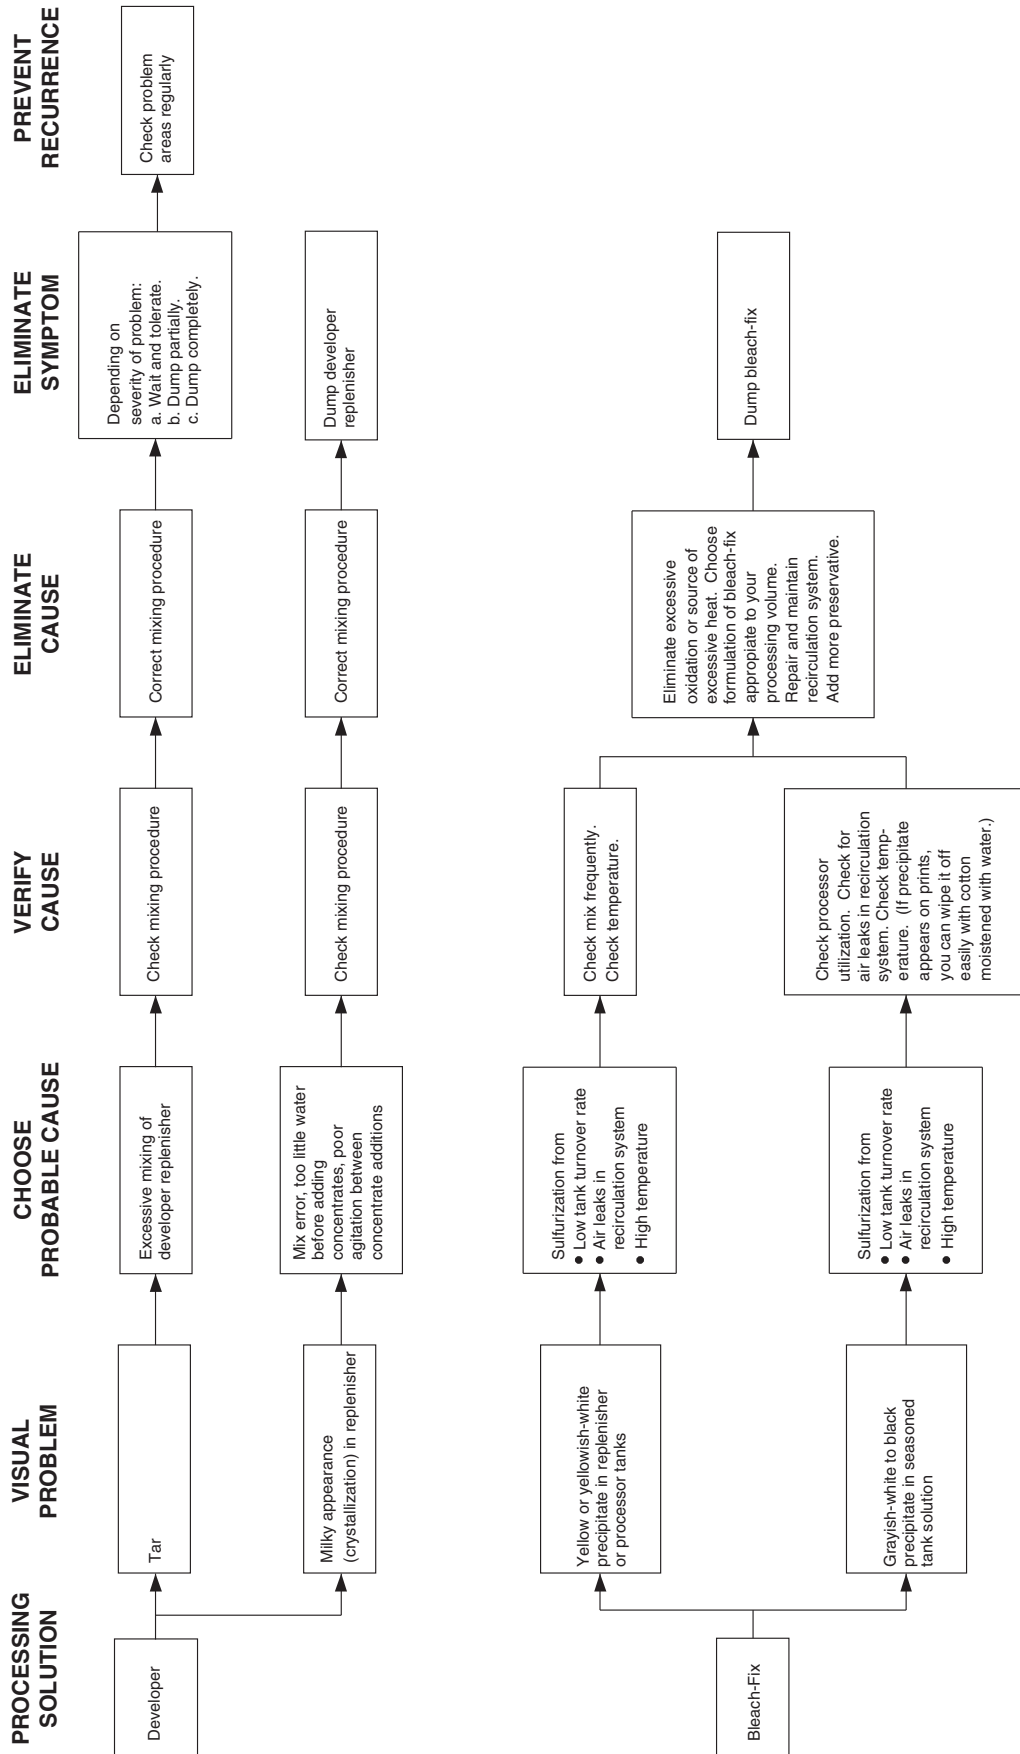 PROCESSING
SOLUTION
VISUAL
PROBLEM
CHOOSE
PROBABLE CAUSE
VERIFY
CAUSE
ELIMINATE
CAUSE
ELIMINATE
SYMPTOM
PREVENT
RECURRENCE
Developer
Tar
Excessive mixing of
developer replenisher
Check mixing procedure
Correct mixing procedure
Depending on
severity of problem:
a. Wait and tolerate.
b. Dump partially.
c. Dump completely.
Check problem
areas regularly
Milky appearance
(crystallization) in replenisher
Mix error, too little water
before adding
concentrates, poor
agitation between
concentrate additions
Check mixing procedure
Correct mixing procedure
Dump developer
replenisher
Bleach-Fix
Yellow or yellowish-white
precipitate in replenisher
or processor tanks
Sulfurization from
● Low tank turnover rate
● Air leaks in
recirculation system
● High temperature
Check mix frequently.
Check temperature.
Eliminate excessive
oxidation or source of
excessive heat. Choose
formulation of bleach-fix
appropiate to your
processing volume.
Repair and maintain
recirculation system.
Add more preservative.
Dump bleach-fix
Grayish-white to black
precipitate in seasoned
tank solution
Sulfurization from
● Low tank turnover rate
● Air leaks in
recirculation system
● High temperature
Check processor
utilization. Check for
air leaks in recirculation
system. Check temp-
erature. (If precipitate
appears on prints,
you can wipe it off
easily with cotton
moistened with water.)